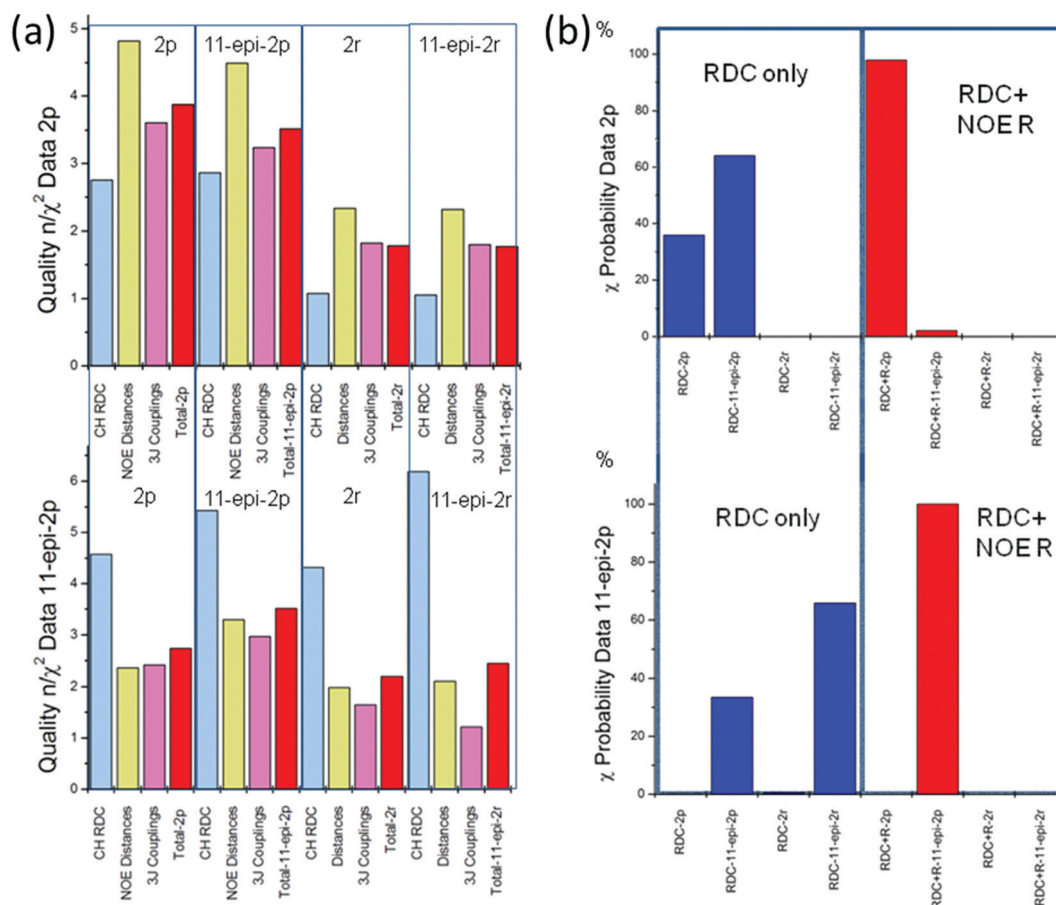 (a)
Quality n/χ² Data 2p
5
4
3
2
1
0
2p
11-epi-2p
2r
11-epi-2r
CH RDC
NOE Distances
3J Couplings
Total-2p
CH RDC
NOE Distances
3J Couplings
Total-11-epi-2p
CH RDC
Distances
3J Couplings
Total-2r
CH RDC
Distances
3J Couplings
Total-11-epi-2r
Quality n/χ² Data 11-epi-2p
6
5
4
3
2
1
0
2p
11-epi-2p
2r
11-epi-2r
CH RDC
NOE Distances
3J Couplings
Total-2p
CH RDC
NOE Distances
3J Couplings
Total-11-epi-2p
CH RDC
Distances
3J Couplings
Total-2r
CH RDC
Distances
3J Couplings
Total-11-epi-2r
(b)
%
χ Probability Data 2p
100
80
60
40
20
0
RDC only
RDC+
NOE R
RDC-2p
RDC-11-epi-2p
RDC-2r
RDC-11-epi-2r
RDC+R-2p
RDC+R-11-epi-2p
RDC+R-2r
RDC+R-11-epi-2r
%
χ Probability Data 11-epi-2p
100
80
60
40
20
0
RDC only
RDC+
NOE R
RDC-2p
RDC-11-epi-2p
RDC-2r
RDC-11-epi-2r
RDC+R-2p
RDC+R-11-epi-2p
RDC+R-2r
RDC+R-11-epi-2r